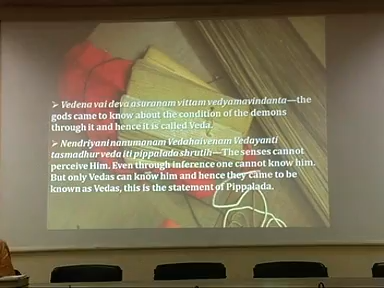 ➢ Vedena vai deva asuranam vittam vedyamavindanta—the
gods came to know about the condition of the demons
through it and hence it is called Veda.
➢ Nendriyani nanumanam Vedahaivenam Vedayanti
tasmadhur veda iti pippalado shrutih—The senses cannot
perceive Him. Even through inference one cannot know him.
But only Vedas can know him and hence they came to be
known as Vedas, this is the statement of Pippalada.